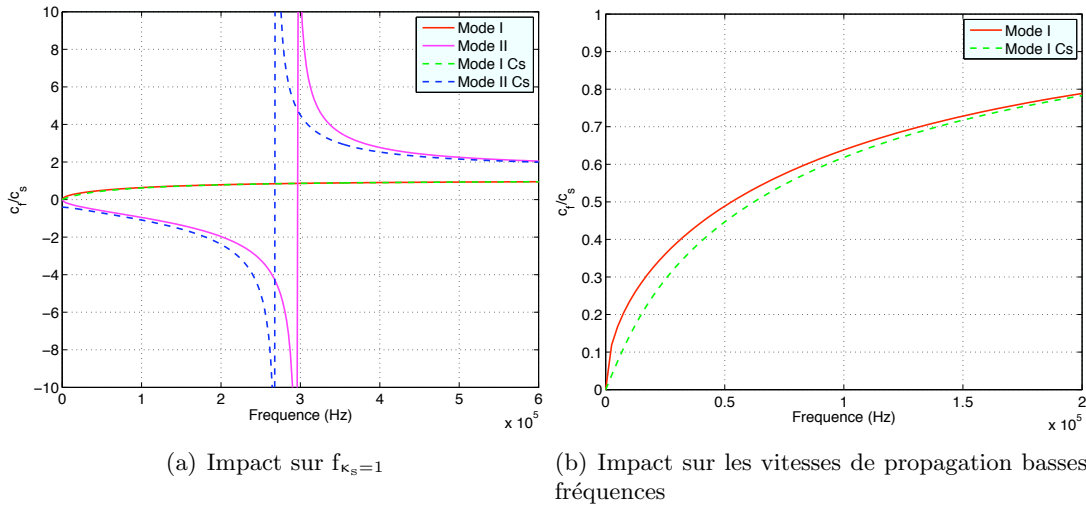 10
8
6
4
2
0
−2
−4
−6
−8
−10
c_f/c_s
0 1 2 3 4 5 6
Frequence (Hz)
x 10^5
Mode I
Mode II
Mode I Cs
Mode II Cs
(a) Impact sur f_{κ_s=1}
1
0.9
0.8
0.7
0.6
0.5
0.4
0.3
0.2
0.1
0
c_f/c_s
0 0.5 1 1.5 2
Frequence (Hz)
x 10^5
Mode I
Mode I Cs
(b) Impact sur les vitesses de propagation basses
fréquences